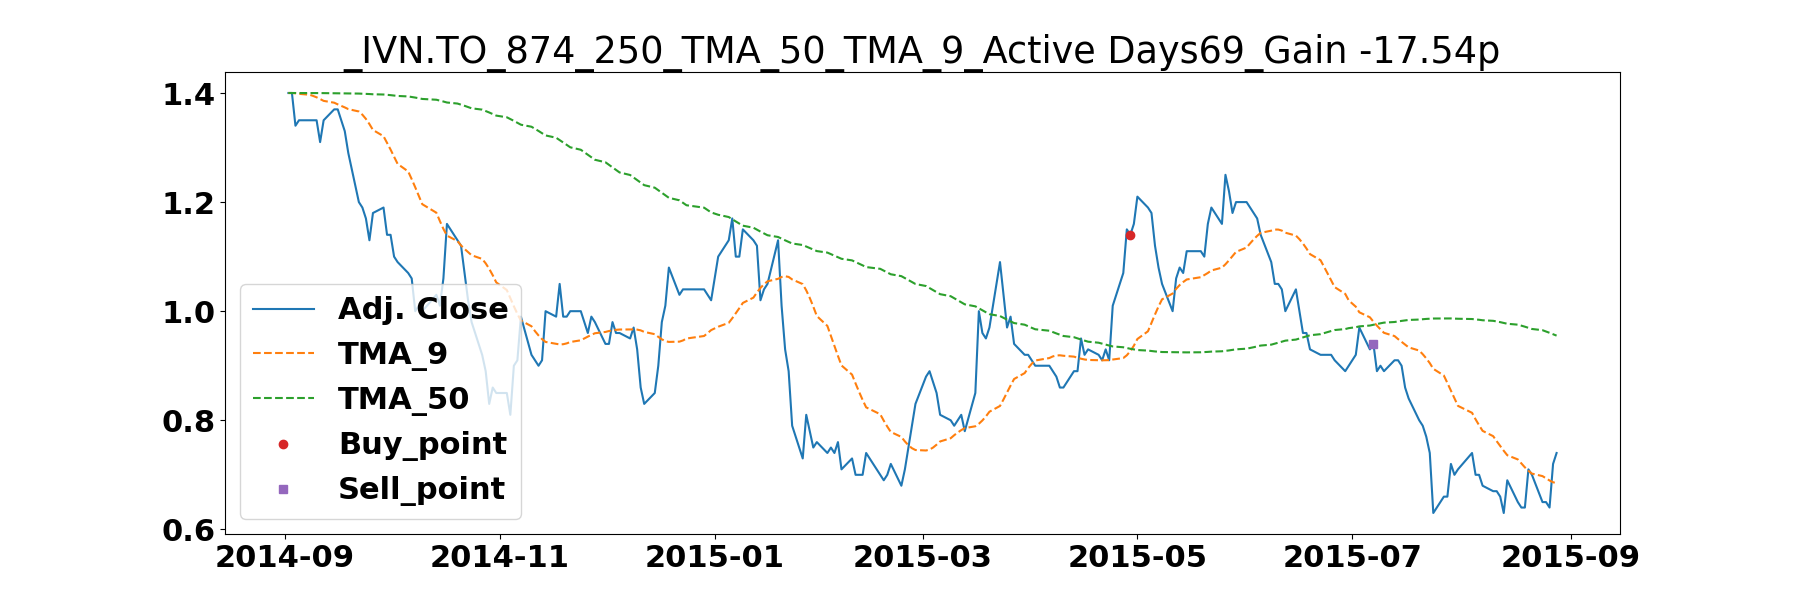 _IVN.TO_874_250_TMA_50_TMA_9_Active Days69_Gain -17.54p
1.4
1.2
1.0
0.8
0.6
Adj. Close
TMA_9
TMA_50
Buy_point
Sell_point
2014-09 2014-11 2015-01 2015-03 2015-05 2015-07 2015-09